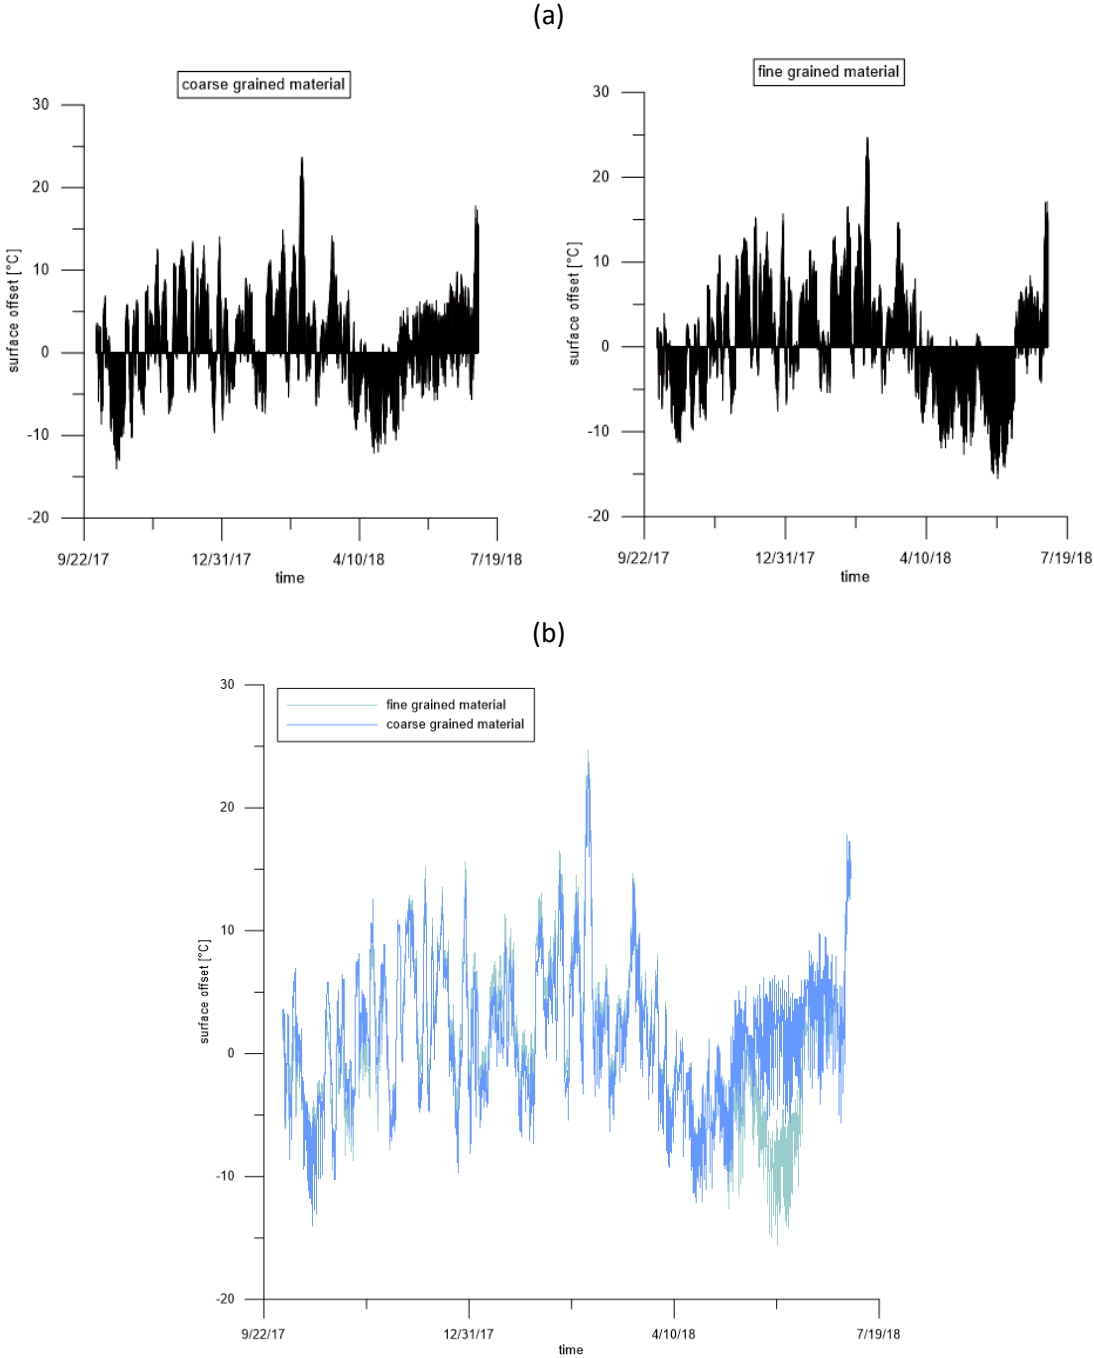 (a)
coarse grained material
30
20
10
0
-10
-20
surface offset [°C]
9/22/17 12/31/17 4/10/18 7/19/18
time
fine grained material
30
20
10
0
-10
-20
surface offset [°C]
9/22/17 12/31/17 4/10/18 7/19/18
time
(b)
fine grained material
coarse grained material
30
20
10
0
-10
-20
surface offset [°C]
9/22/17 12/31/17 4/10/18 7/19/18
time